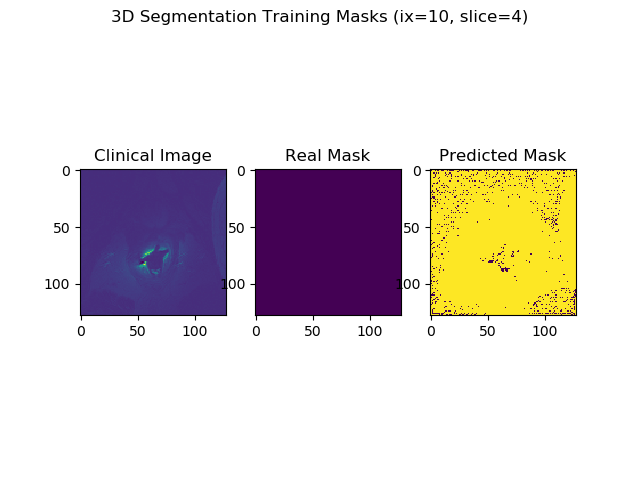 3D Segmentation Training Masks (ix=10, slice=4)
Clinical Image Real Mask Predicted Mask
0 0 0
50 50 50
100 100 100
0 50 100 0 50 100 0 50 100